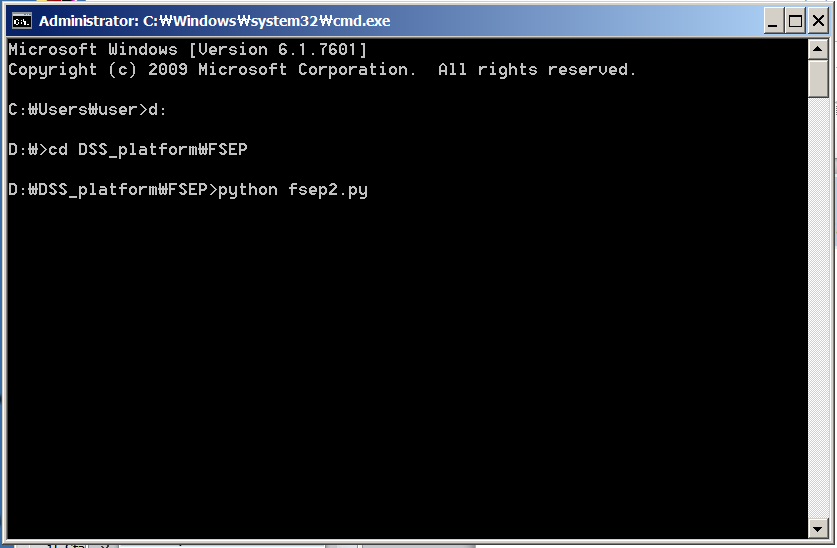 Administrator: C:₩Windows₩system32₩cmd.exe
Microsoft Windows [Version 6.1.7601]
Copyright (c) 2009 Microsoft Corporation.  All rights reserved.
C:₩Users₩user>d:
D:₩>cd DSS_platform₩FSEP
D:₩DSS_platform₩FSEP>python fsep2.py